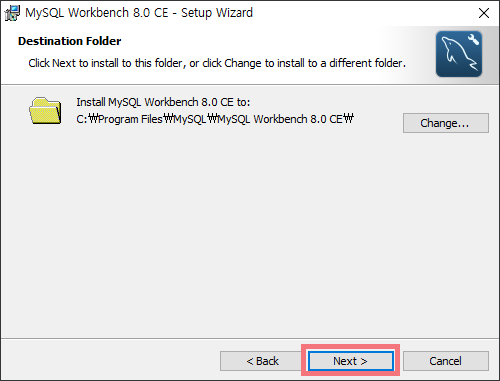 MySQL Workbench 8.0 CE - Setup Wizard
Destination Folder
Click Next to install to this folder, or click Change to install to a different folder.
Install MySQL Workbench 8.0 CE to:
C:₩Program Files₩MySQL₩MySQL Workbench 8.0 CE₩
Change...
< Back
Next >
Cancel